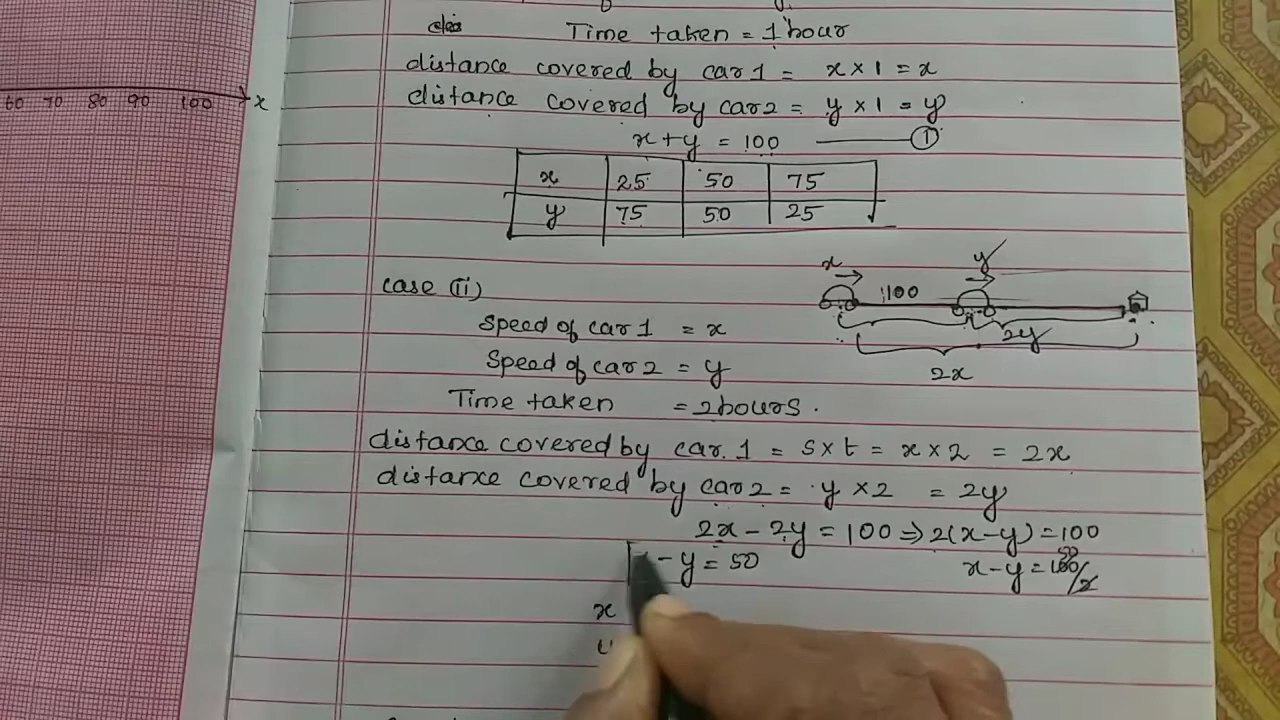 60 70 80 90 100 x
Time taken = 1 hour
distance covered by car 1 = x × 1 = x
distance covered by car 2 = y × 1 = y
x + y = 100 ——— ①
x 25 50 75
y 75 50 25
case (ii)
x y
100
2y
2x
Speed of car 1 = x
Speed of car 2 = y
Time taken = 2 hours.
distance covered by car 1 = s × t = x × 2 = 2x
distance covered by car 2 = y × 2 = 2y
2x - 2y = 100 ⇒ 2(x-y) = 100
- y = 50 x - y = 100/2 50
x